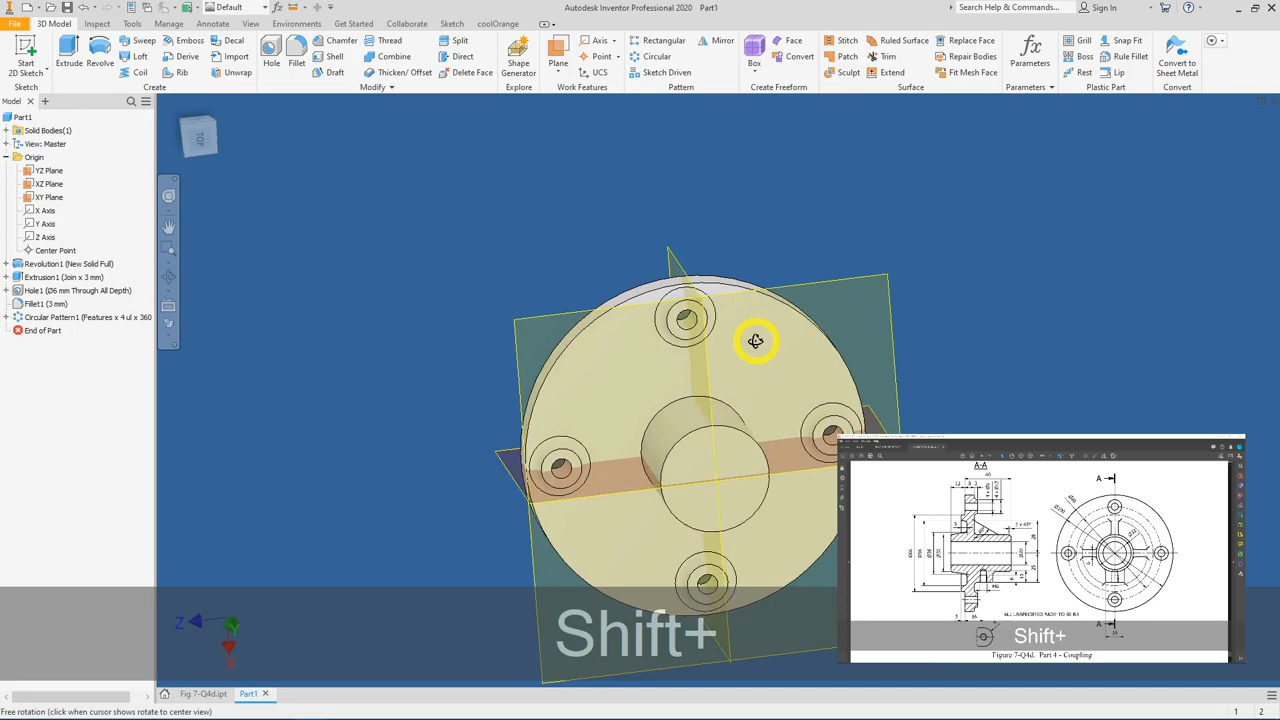 Default
Autodesk Inventor Professional 2020 Part1
Search Help & Commands...
Sign In
File
3D Model
Inspect
Tools
Manage
Annotate
View
Environments
Get Started
Collaborate
Sketch
coolOrange
Start
2D Sketch
Sketch
Extrude
Revolve
Sweep
Loft
Coil
Emboss
Derive
Rib
Decal
Import
Unwrap
Create
Hole
Fillet
Chamfer
Shell
Draft
Thread
Combine
Thicken/ Offset
Split
Direct
Delete Face
Modify
Shape
Generator
Explore
Plane
Axis
Point
UCS
Work Features
Rectangular
Circular
Sketch Driven
Mirror
Pattern
Box
Face
Convert
Create Freeform
Stitch
Patch
Sculpt
Ruled Surface
Trim
Extend
Replace Face
Repair Bodies
Fit Mesh Face
Surface
Parameters
Parameters
Grill
Boss
Rest
Snap Fit
Rule Fillet
Lip
Plastic Part
Convert to
Sheet Metal
Convert
Model
Part1
Solid Bodies(1)
View: Master
Origin
YZ Plane
XZ Plane
XY Plane
X Axis
Y Axis
Z Axis
Center Point
Revolution1 (New Solid Full)
Extrusion1 (Join x 3 mm)
Hole1 (Ø6 mm Through All Depth)
Fillet1 (3 mm)
Circular Pattern1 (Features x 4 ul x 360
End of Part
TOP
Z
X
Shift+
A-A
A
ALL UNSPECIFIED RADII TO BE R3
A
Shift+
16
Figure 7-Q4d. Part 4 - Coupling
Fig 7-Q4d.ipt
Part1
Free rotation (click when cursor shows rotate to center view)
1
2